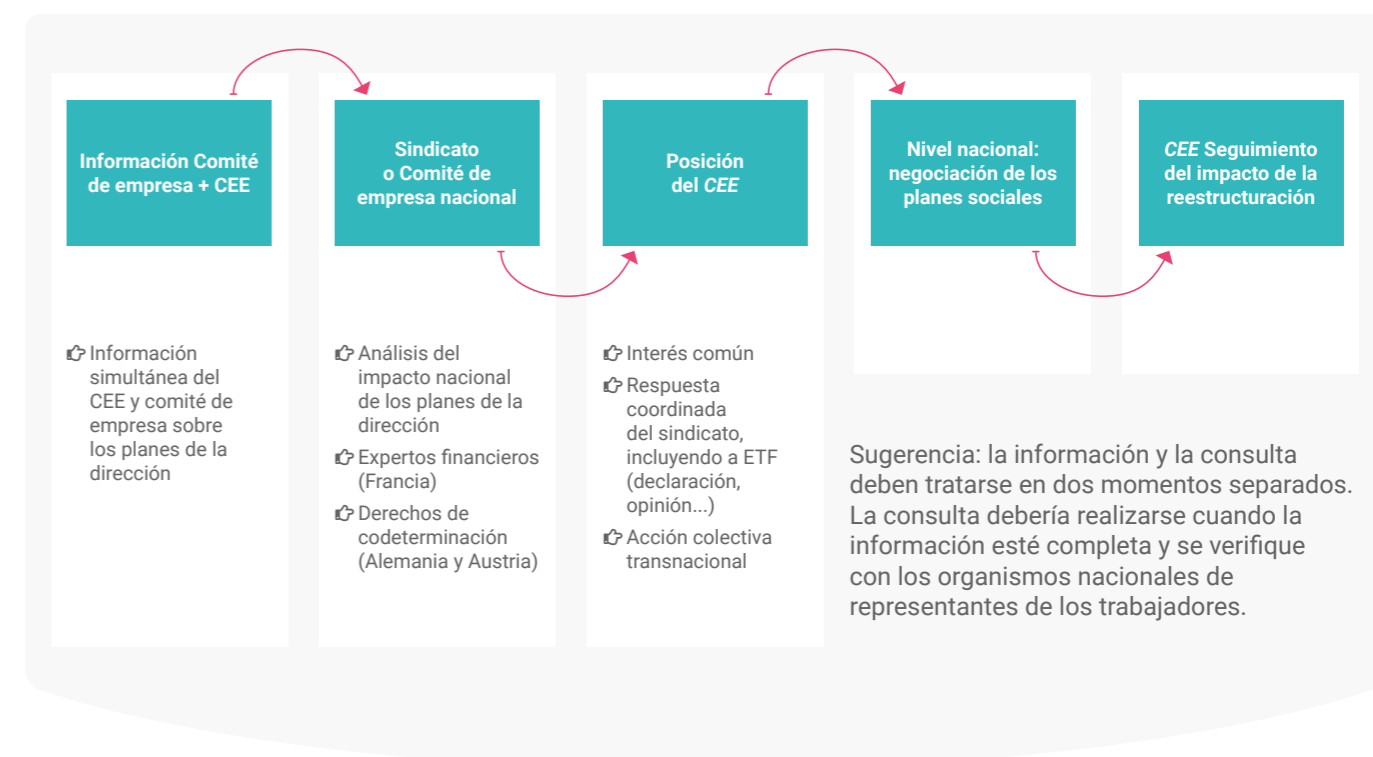 Información Comité
de empresa + CEE
Sindicato
o Comité de
empresa nacional
Posición
del CEE
Nivel nacional:
negociación de los
planes sociales
CEE Seguimiento
del impacto de la
reestructuración
Información
simultánea del
CEE y comité de
empresa sobre
los planes de la
dirección
Análisis del
impacto nacional
de los planes de la
dirección
Expertos financieros
(Francia)
Derechos de
codeterminación
(Alemania y Austria)
Interés común
Respuesta
coordinada
del sindicato,
incluyendo a ETF
(declaración,
opinión...)
Acción colectiva
transnacional
Sugerencia: la información y la consulta
deben tratarse en dos momentos separados.
La consulta debería realizarse cuando la
información esté completa y se verifique
con los organismos nacionales de
representantes de los trabajadores.